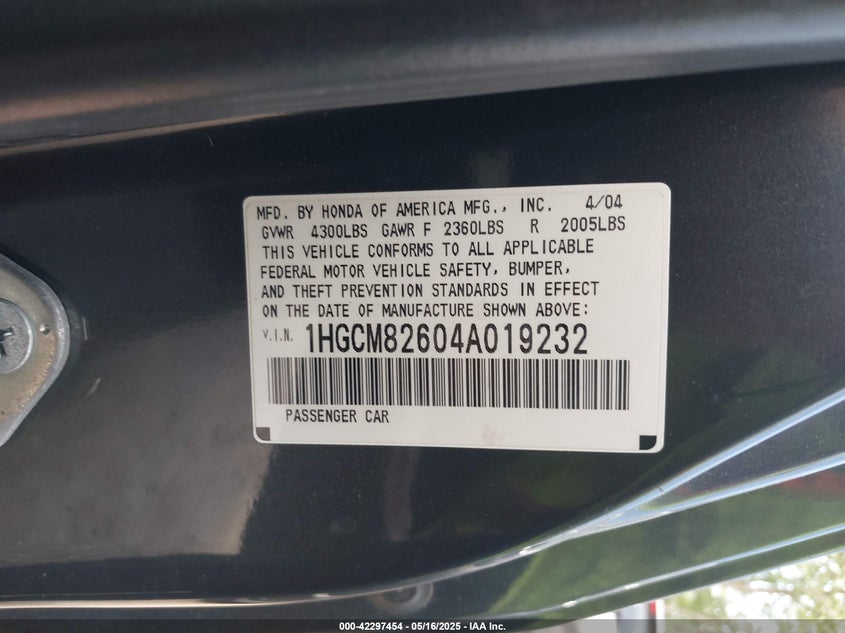 MFD. BY HONDA OF AMERICA MFG., INC. 4/04
GVWR 4300LBS GAWR F 2360LBS R 2005LBS
THIS VEHICLE CONFORMS TO ALL APPLICABLE
FEDERAL MOTOR VEHICLE SAFETY, BUMPER,
AND THEFT PREVENTION STANDARDS IN EFFECT
ON THE DATE OF MANUFACTURE SHOWN ABOVE:
V.I.N. 1HGCM82604A019232
PASSENGER CAR
000-42297454 - 05/16/2025 - IAA Inc.